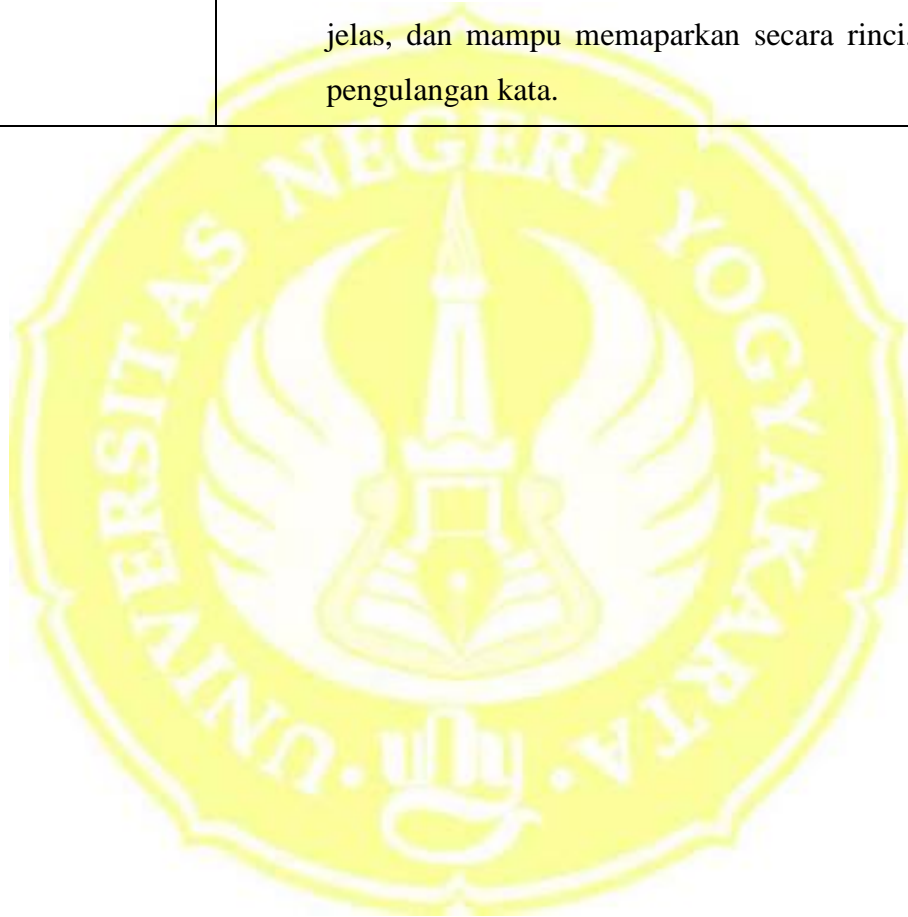 jelas, dan mampu memaparkan secara rinci.
pengulangan kata.
UNIVERSITAS NEGERI YOGYAKARTA
uny